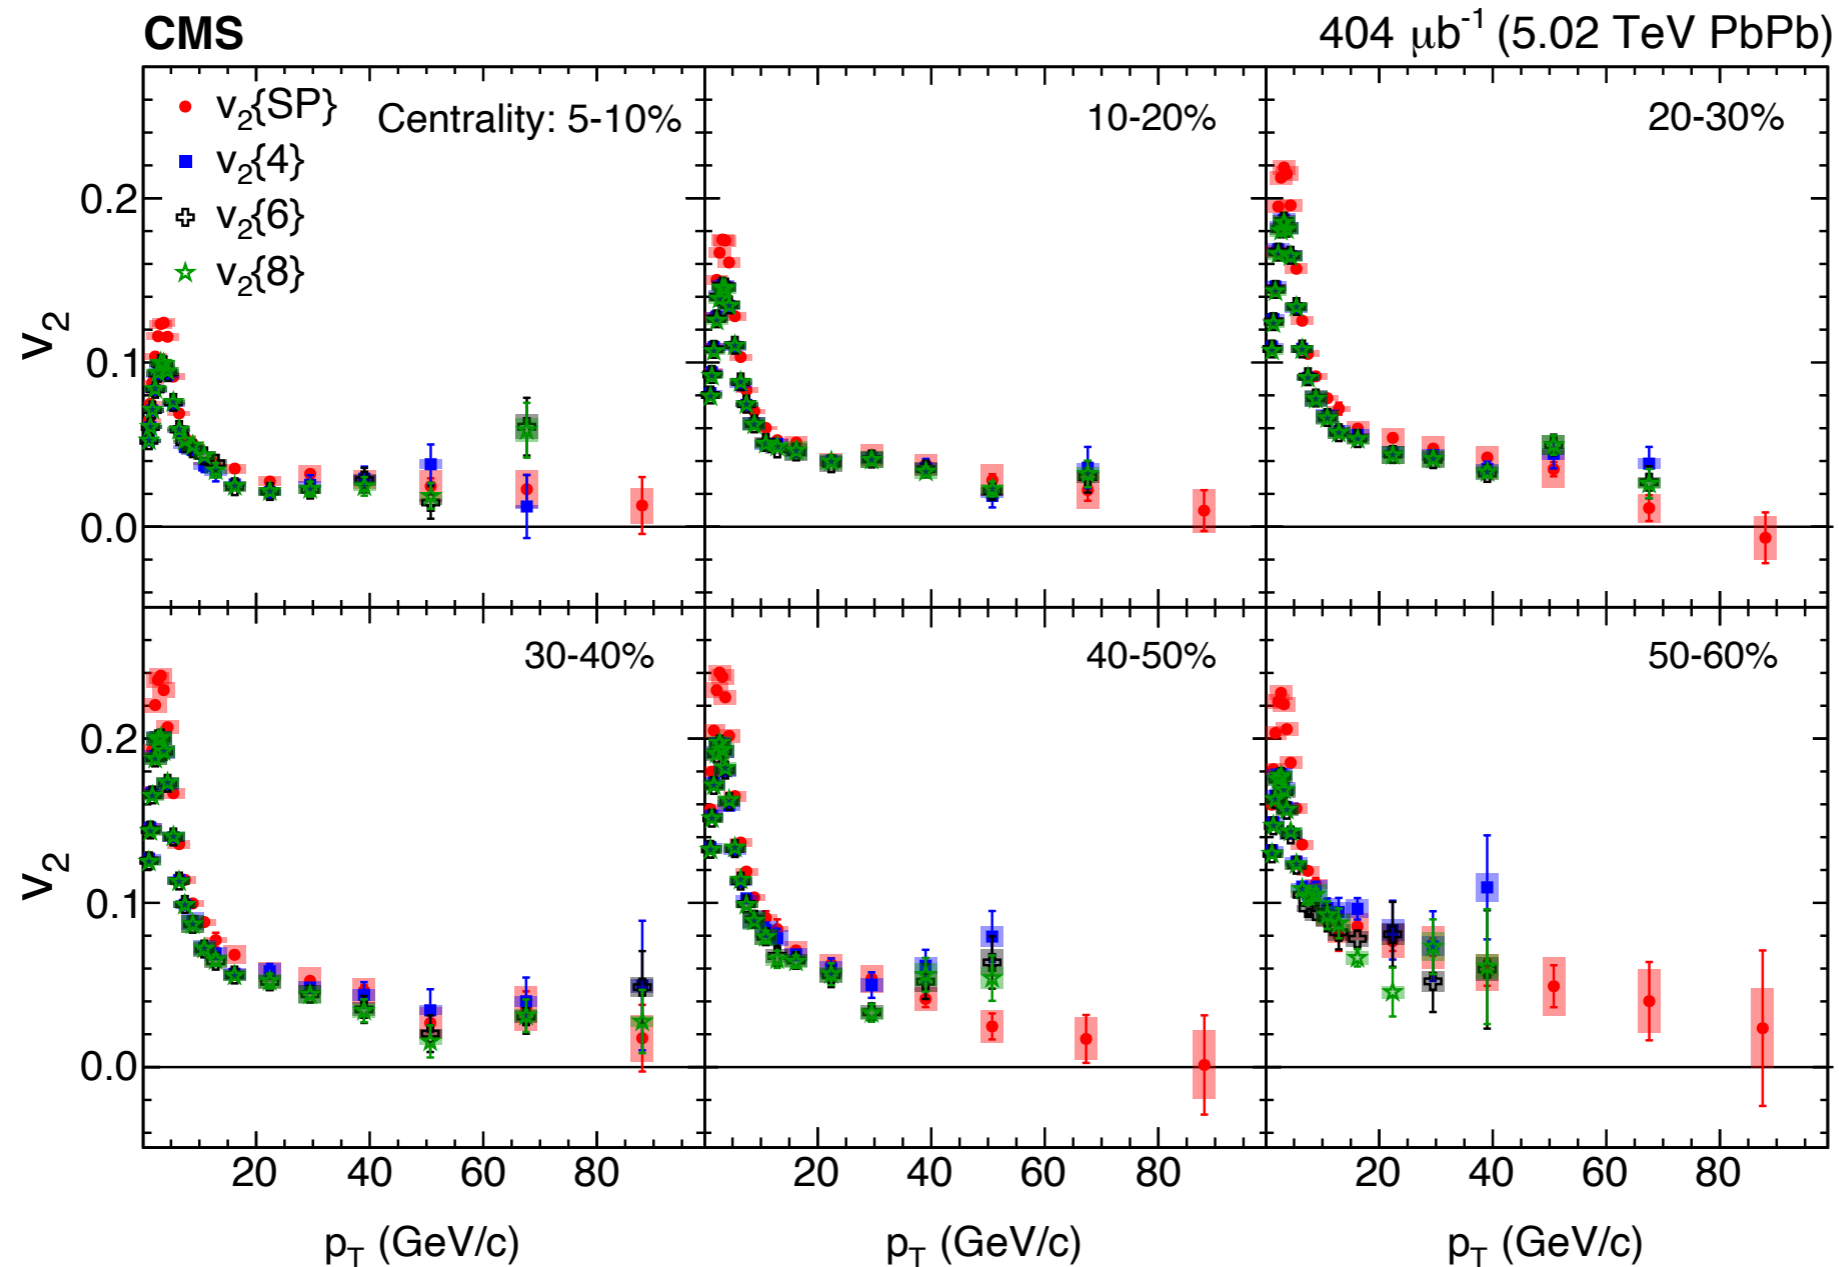 CMS
404 μb⁻¹ (5.02 TeV PbPb)
v₂{SP}
v₂{4}
v₂{6}
v₂{8}
Centrality: 5-10%
10-20%
20-30%
0.2
0.1
0.0
v₂
30-40%
40-50%
50-60%
0.2
0.1
0.0
v₂
20 40 60 80
20 40 60 80
20 40 60 80
p_T (GeV/c)
p_T (GeV/c)
p_T (GeV/c)